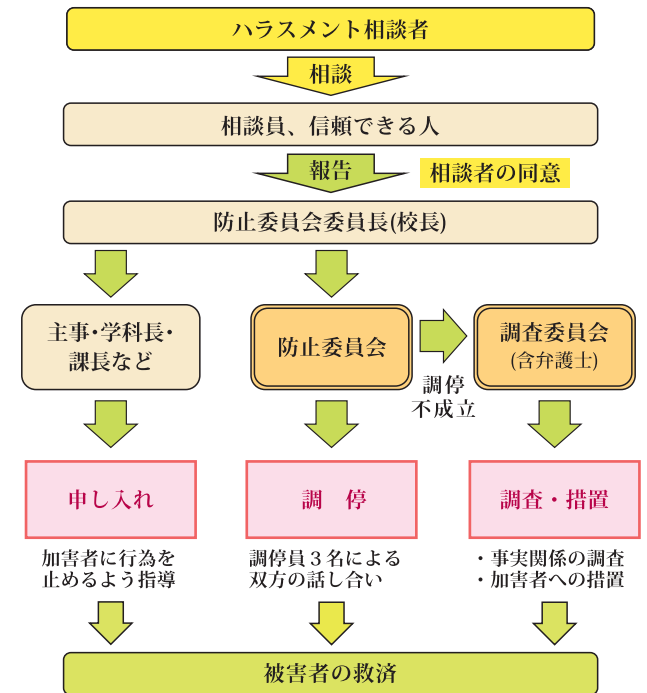 ハラスメント相談者
相談
相談員、信頼できる人
報告
相談者の同意
防止委員会委員長(校長)
主事・学科長・
課長など
防止委員会
調停
不成立
調査委員会
(含弁護士)
申し入れ
調　停
調査・措置
加害者に行為を
止めるよう指導
調停員３名による
双方の話し合い
・事実関係の調査
・加害者への措置
被害者の救済